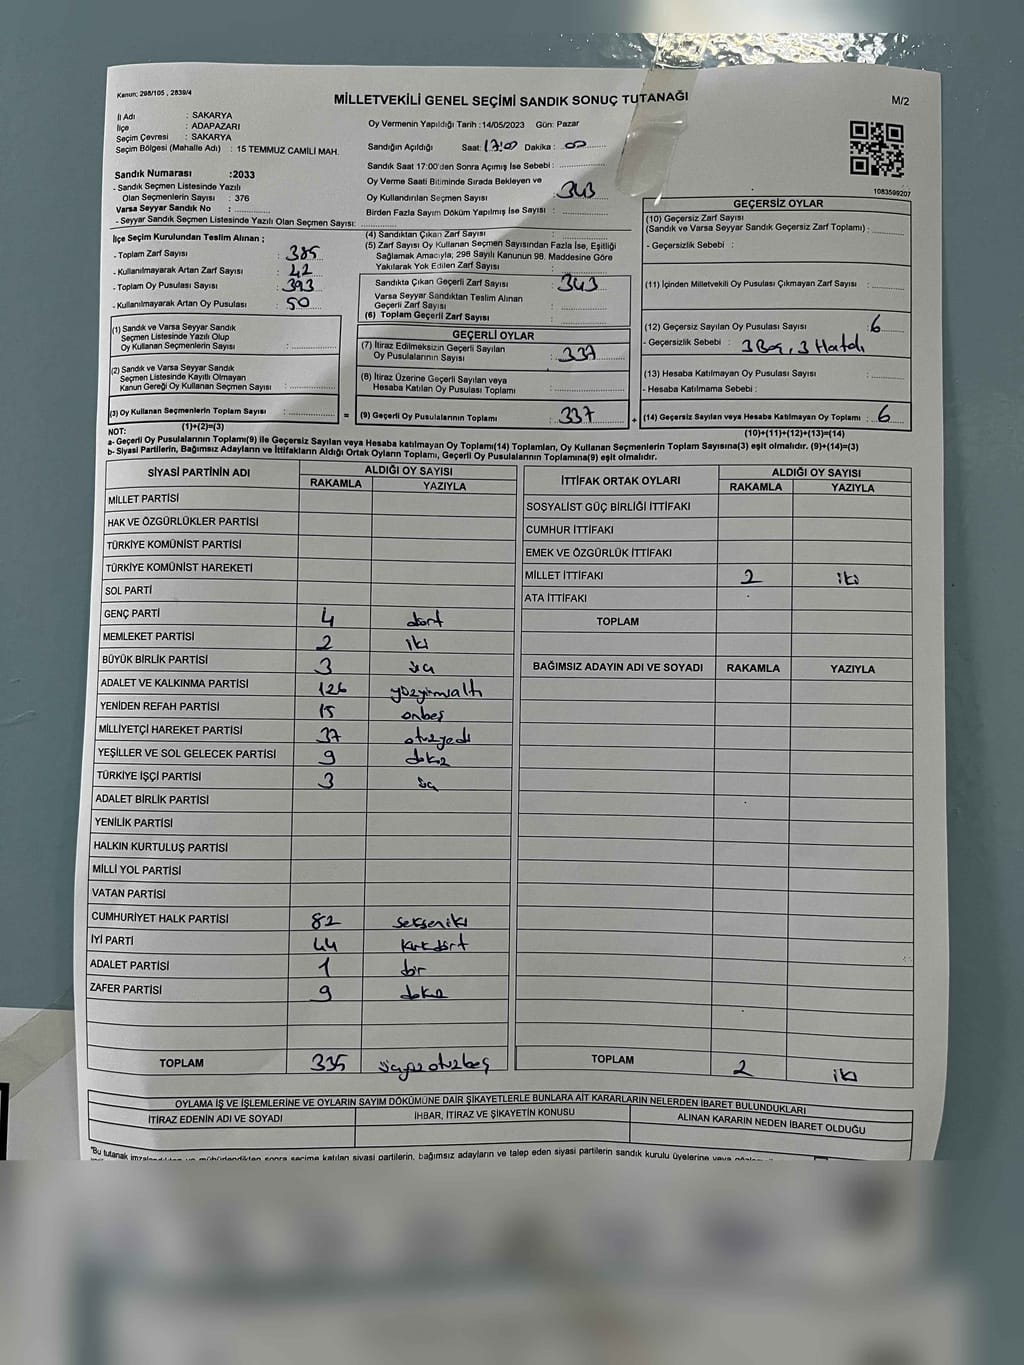 Kanun; 298/105 , 2839/4
MİLLETVEKİLİ GENEL SEÇİMİ SANDIK SONUÇ TUTANAĞI
M/2
İl Adı : SAKARYA
İlçe : ADAPAZARI
Seçim Çevresi : SAKARYA
Seçim Bölgesi (Mahalle Adı) : 15 TEMMUZ CAMİLİ MAH.
Sandık Numarası :2033
- Sandık Seçmen Listesinde Yazılı
Olan Seçmenlerin Sayısı : 376
Varsa Seyyar Sandık No :
- Seyyar Sandık Seçmen Listesinde Yazılı Olan Seçmen Sayısı:
Oy Vermenin Yapıldığı Tarih :14/05/2023 Gün: Pazar
Sandığın Açıldığı Saat: 17:00 Dakika : 00
Sandık Saat 17:00'den Sonra Açımış İse Sebebi :
Oy Verme Saati Bitiminde Sırada Bekleyen ve
Oy Kullandırılan Seçmen Sayısı : 343
Birden Fazla Sayım Döküm Yapılmış İse Sayısı :
1083599207
İlçe Seçim Kurulundan Teslim Alınan ;
- Toplam Zarf Sayısı : 385
- Kullanılmayarak Artan Zarf Sayısı : 42
- Toplam Oy Pusulası Sayısı : 393
- Kullanılmayarak Artan Oy Pusulası : 50
(4) Sandıktan Çıkan Zarf Sayısı :
(5) Zarf Sayısı Oy Kullanan Seçmen Sayısından Fazla İse, Eşitliği
Sağlamak Amacıyla, 298 Sayılı Kanunun 98. Maddesine Göre
Yakılarak Yok Edilen Zarf Sayısı :
Sandıkta Çıkan Geçerli Zarf Sayısı : 343
Varsa Seyyar Sandıktan Teslim Alınan
Geçerli Zarf Sayısı :
(6) Toplam Geçerli Zarf Sayısı :
GEÇERSİZ OYLAR
(10) Geçersiz Zarf Sayısı
(Sandık ve Varsa Seyyar Sandık Geçersiz Zarf Toplamı) :
- Geçersizlik Sebebi :
(11) İçinden Milletvekili Oy Pusulası Çıkmayan Zarf Sayısı :
(12) Geçersiz Sayılan Oy Pusulası Sayısı : 6
- Geçersizlik Sebebi : 3 Boş, 3 Hatalı
(13) Hesaba Katılmayan Oy Pusulası Sayısı :
- Hesaba Katılmama Sebebi :
(14) Geçersiz Sayılan veya Hesaba Katılmayan Oy Toplamı : 6
(10)+(11)+(12)+(13)=(14)
(1) Sandık ve Varsa Seyyar Sandık
Seçmen Listesinde Yazılı Olup
Oy Kullanan Seçmenlerin Sayısı :
(2) Sandık ve Varsa Seyyar Sandık
Seçmen Listesinde Kayıtlı Olmayan
Kanun Gereği Oy Kullanan Seçmen Sayısı :
(3) Oy Kullanan Seçmenlerin Toplam Sayısı : =
(1)+(2)=(3)
GEÇERLİ OYLAR
(7) İtiraz Edilmeksizin Geçerli Sayılan
Oy Pusulalarının Sayısı : 337
(8) İtiraz Üzerine Geçerli Sayılan veya
Hesaba Katılan Oy Pusulası Toplamı :
(9) Geçerli Oy Pusulalarının Toplamı : 337 +
NOT:
a- Geçerli Oy Pusulalarının Toplamı(9) ile Geçersiz Sayılan veya Hesaba katılmayan Oy Toplamı(14) Toplamları, Oy Kullanan Seçmenlerin Toplam Sayısına(3) eşit olmalıdır. (9)+(14)=(3)
b- Siyasi Partilerin, Bağımsız Adayların ve İttifakların Aldığı Ortak Oyların Toplamı, Geçerli Oy Pusulalarının Toplamına(9) eşit olmalıdır.
SİYASİ PARTİNİN ADI ALDIĞI OY SAYISI
RAKAMLA YAZIYLA
MİLLET PARTİSİ
HAK VE ÖZGÜRLÜKLER PARTİSİ
TÜRKİYE KOMÜNİST PARTİSİ
TÜRKİYE KOMÜNİST HAREKETİ
SOL PARTİ
GENÇ PARTİ 4 dört
MEMLEKET PARTİSİ 2 iki
BÜYÜK BİRLİK PARTİSİ 3 üç
ADALET VE KALKINMA PARTİSİ 126 yüzyirmialtı
YENİDEN REFAH PARTİSİ 15 onbeş
MİLLİYETÇİ HAREKET PARTİSİ 37 otuzyedi
YEŞİLLER VE SOL GELECEK PARTİSİ 9 dokuz
TÜRKİYE İŞÇİ PARTİSİ 3 üç
ADALET BİRLİK PARTİSİ
YENİLİK PARTİSİ
HALKIN KURTULUŞ PARTİSİ
MİLLİ YOL PARTİSİ
VATAN PARTİSİ
CUMHURİYET HALK PARTİSİ 82 Sekseniki
İYİ PARTİ 44 Kırkdört
ADALET PARTİSİ 1 bir
ZAFER PARTİSİ 9 dokuz
TOPLAM 335 üçyüzotuzbeş
İTTİFAK ORTAK OYLARI ALDIĞI OY SAYISI
RAKAMLA YAZIYLA
SOSYALİST GÜÇ BİRLİĞİ İTTİFAKI
CUMHUR İTTİFAKI
EMEK VE ÖZGÜRLÜK İTTİFAKI
MİLLET İTTİFAKI 2 iki
ATA İTTİFAKI
TOPLAM
BAĞIMSIZ ADAYIN ADI VE SOYADI RAKAMLA YAZIYLA
TOPLAM 2 iki
OYLAMA İŞ VE İŞLEMLERİNE VE OYLARIN SAYIM DÖKÜMÜNE DAİR ŞİKAYETLERLE BUNLARA AİT KARARLARIN NELERDEN İBARET BULUNDUKLARI
İTİRAZ EDENİN ADI VE SOYADI İHBAR, İTİRAZ VE ŞİKAYETİN KONUSU ALINAN KARARIN NEDEN İBARET OLDUĞU
"Bu tutanak sonra seçime katılan siyasi partilerin, bağımsız adayların ve talep eden siyasi partilerin sandık kurulu üyelerine veya